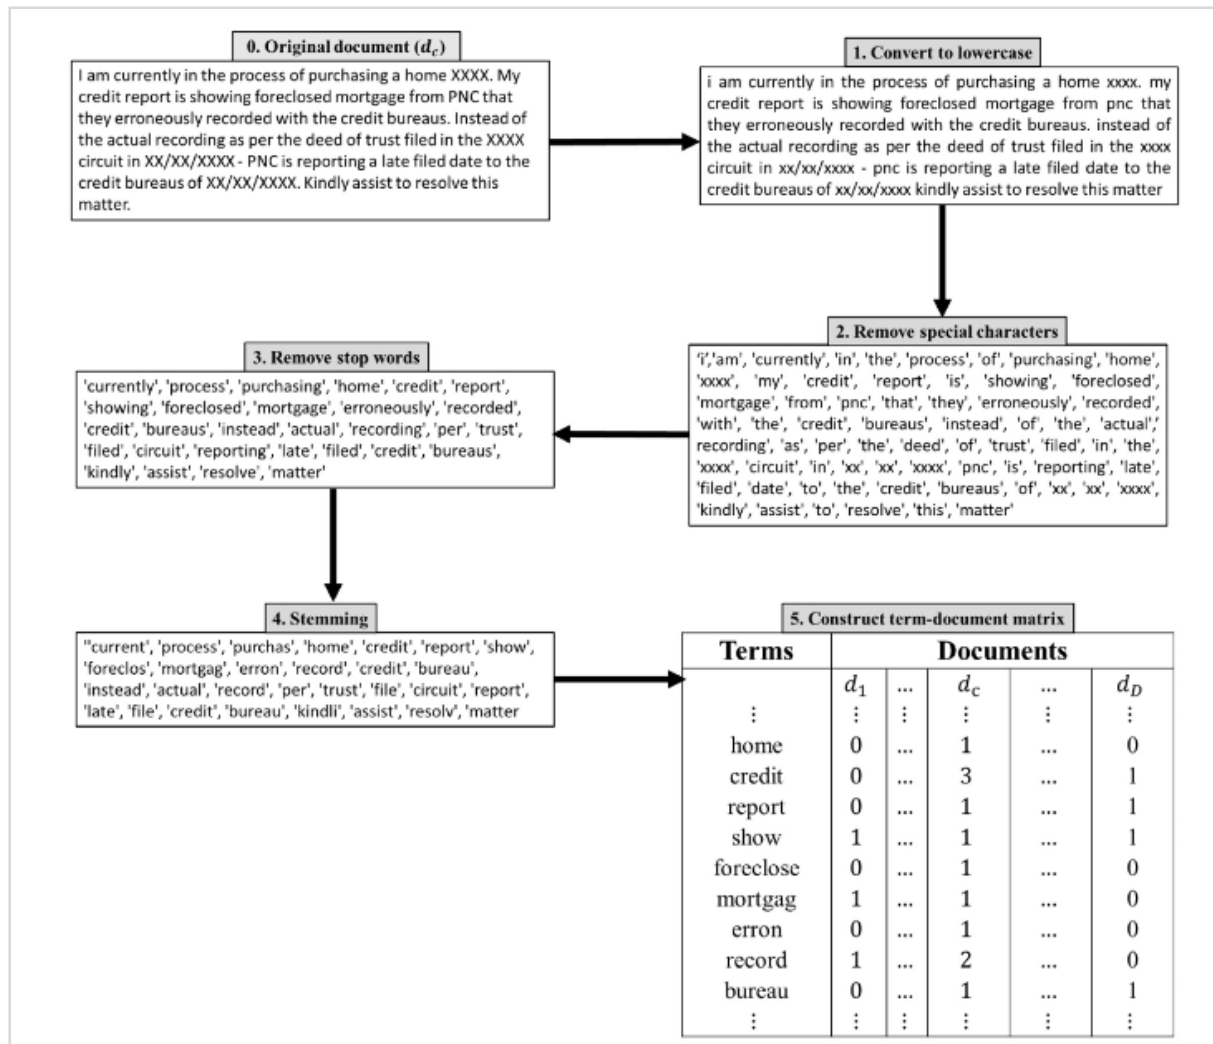 0. Original document (d_c)
I am currently in the process of purchasing a home XXXX. My
credit report is showing foreclosed mortgage from PNC that
they erroneously recorded with the credit bureaus. Instead of
the actual recording as per the deed of trust filed in the XXXX
circuit in XX/XX/XXXX - PNC is reporting a late filed date to the
credit bureaus of XX/XX/XXXX. Kindly assist to resolve this
matter.
1. Convert to lowercase
i am currently in the process of purchasing a home xxxx. my
credit report is showing foreclosed mortgage from pnc that
they erroneously recorded with the credit bureaus. instead of
the actual recording as per the deed of trust filed in the xxxx
circuit in xx/xx/xxxx - pnc is reporting a late filed date to the
credit bureaus of xx/xx/xxxx kindly assist to resolve this matter
2. Remove special characters
'i','am', 'currently', 'in', 'the', 'process', 'of', 'purchasing', 'home',
'xxxx', 'my', 'credit', 'report', 'is', 'showing', 'foreclosed',
'mortgage', 'from', 'pnc', 'that', 'they', 'erroneously', 'recorded',
'with', 'the', 'credit', 'bureaus', 'instead', 'of', 'the', 'actual','
recording', 'as', 'per', 'the', 'deed', 'of', 'trust', 'filed', 'in', 'the',
'xxxx', 'circuit', 'in', 'xx', 'xx', 'xxxx', 'pnc', 'is', 'reporting', 'late',
'filed', 'date', 'to', 'the', 'credit', 'bureaus', 'of', 'xx', 'xx', 'xxxx',
'kindly', 'assist', 'to', 'resolve', 'this', 'matter'
3. Remove stop words
'currently', 'process', 'purchasing', 'home', 'credit', 'report',
'showing', 'foreclosed', 'mortgage', 'erroneously', 'recorded',
'credit', 'bureaus', 'instead', 'actual', 'recording', 'per', 'trust',
'filed', 'circuit', 'reporting', 'late', 'filed', 'credit', 'bureaus',
'kindly', 'assist', 'resolve', 'matter'
4. Stemming
"current', 'process', 'purchas', 'home', 'credit', 'report', 'show',
'foreclos', 'mortgag', 'erron', 'record', 'credit', 'bureau',
'instead', 'actual', 'record', 'per', 'trust', 'file', 'circuit', 'report',
'late', 'file', 'credit', 'bureau', 'kindli', 'assist', 'resolv', 'matter
5. Construct term-document matrix
Terms Documents
d_1 ... d_c ... d_D
⋮ ⋮ ⋮ ⋮ ⋮ ⋮
home 0 ... 1 ... 0
credit 0 ... 3 ... 1
report 0 ... 1 ... 1
show 1 ... 1 ... 1
foreclose 0 ... 1 ... 0
mortgag 1 ... 1 ... 0
erron 0 ... 1 ... 0
record 1 ... 2 ... 0
bureau 0 ... 1 ... 1
⋮ ⋮ ⋮ ⋮ ⋮ ⋮